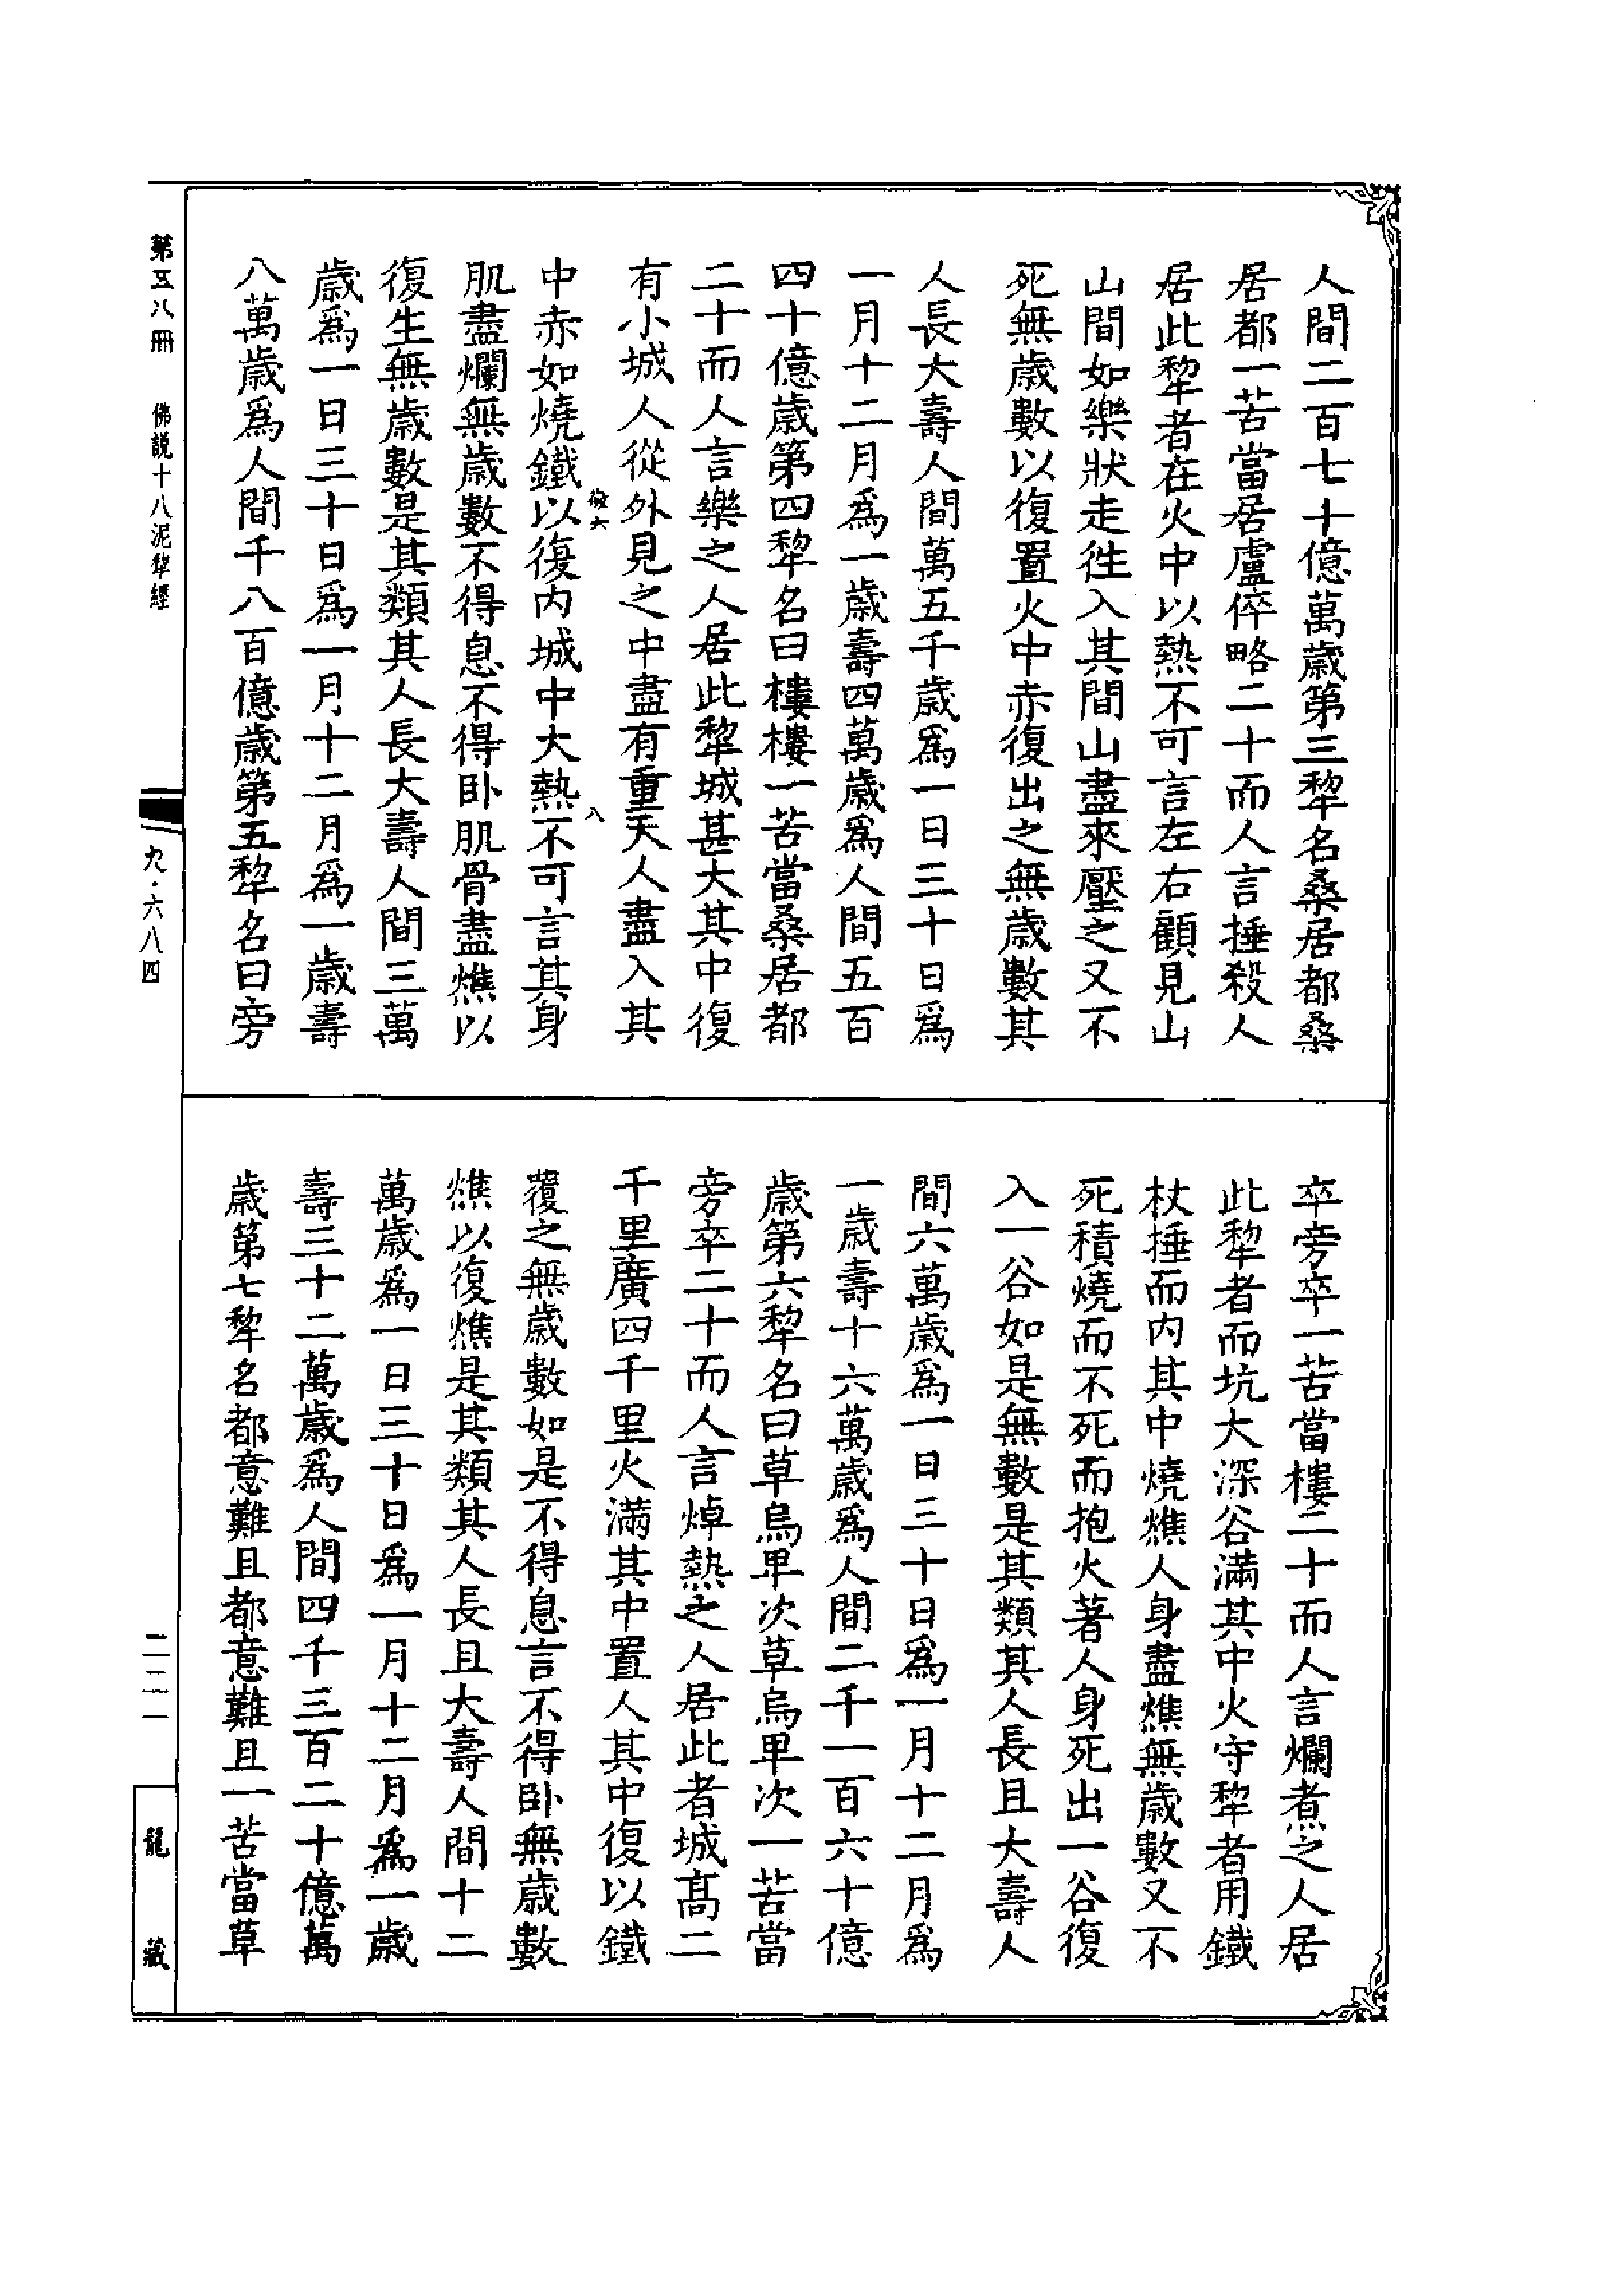 人間二百七十億萬歲第三犂名桑居都桑
居都一苦當居盧倅略二十而人言捶殺人
居此犂者在火中以熱不可言左右顧見山
山間如樂狀走徃入其間山盡來壓之又不
死無歲數以復置火中赤復出之無歲數其
人長大壽人間萬五千歲爲一日三十日爲
一月十二月爲一歲壽四萬歲爲人間五百
四十億歲第四犂名曰樓樓一苦當桑居都
二十而人言樂之人居此犂城甚大其中復
有小城人從外見之中盡有重天人盡入其
六
八
中赤如燒鐵以復内城中大熱不可言其身
肌盡爛無歲數不得息不得卧肌骨盡燋以
復生無歲數是其類其人長大壽人間三萬
歲爲一日三十日爲一月十二月爲一歲壽
八萬歲爲人間千八百億歲第五犂名曰旁
卒旁卒一苦當樓二十而人言爛煮之人居
此犂者而坑大深谷滿其中火守犂者用鐵
杖捶而内其中燒燋人身盡燋無歲數又不
死積燒而不死而抱火著人身死出一谷復
入一谷如是無數是其類其人長且大壽人
間六萬歲爲一日三十日爲一月十二月爲
一歲壽十六萬歲爲人間二千一百六十億
歲第六犂名曰草烏卑次草烏卑次一苦當
旁卒二十而人言焯熱之人居此者城髙二
千里廣四千里火滿其中置人其中復以鐵
覆之無歲數如是不得息言不得卧無歲數
燋以復燋是其類其人長且大壽人間十二
萬歲爲一日三十日爲一月十二月爲一歲
壽三十二萬歲爲人間四千三百二十億萬
歲第七犂名都意難且都意難且一苦當草
第五八冊 佛説十八泥犂經
九·六八四
二二一
龍藏